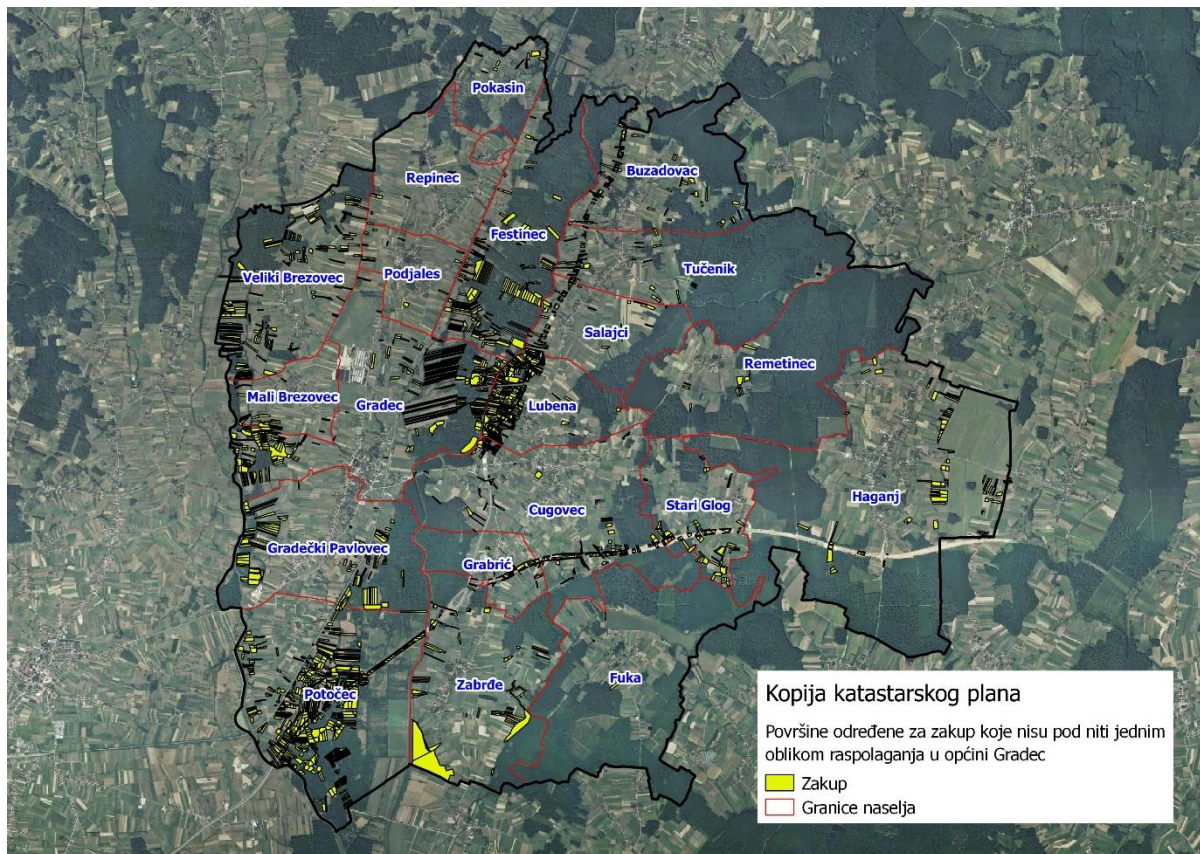 Pokasin
Buzadovac
Repinec
Festinec
Tučenik
Veliki Brezovec
Podjales
Salajci
Remetinec
Mali Brezovec
Gradec
Lubena
Haganj
Cugovec
Stari Glog
Gradečki Pavlovec
Grabrić
Zabrđe
Fuka
Potočec
Kopija katastarskog plana
Površine određene za zakup koje nisu pod niti jednim
oblikom raspolaganja u općini Gradec
Zakup
Granice naselja